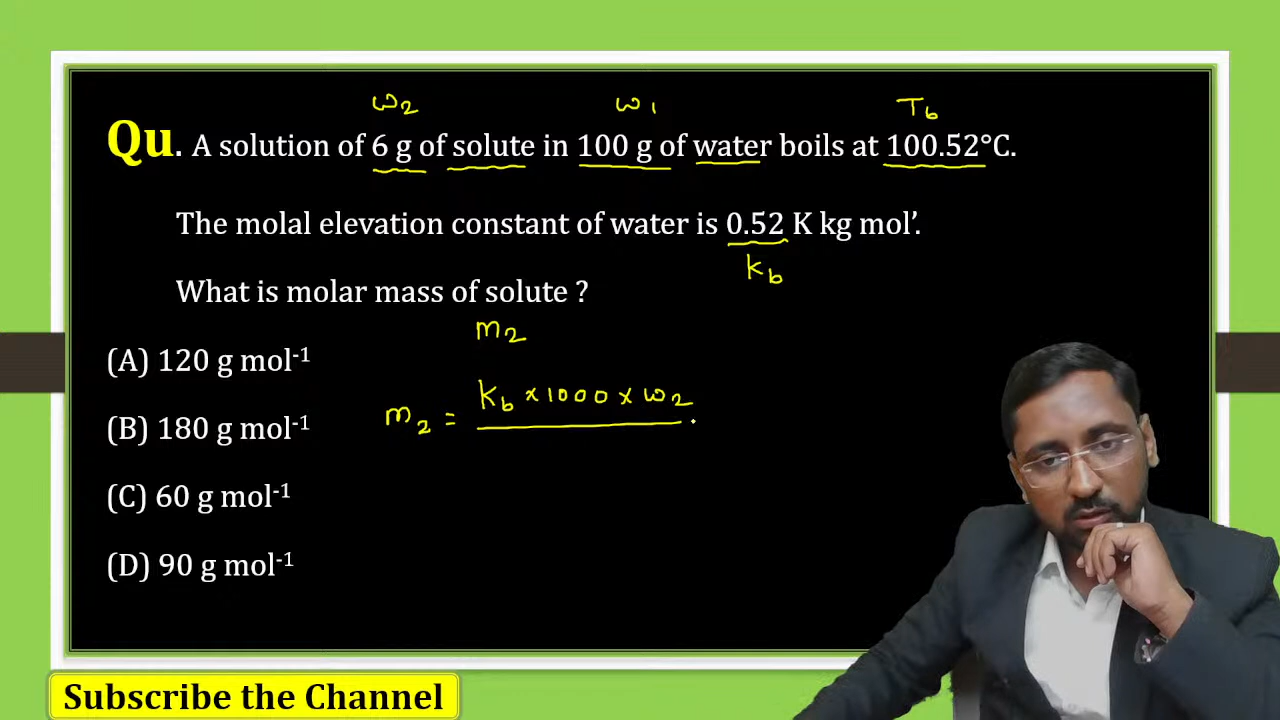 w2 w1 Tb
Qu. A solution of 6 g of solute in 100 g of water boils at 100.52°C.
The molal elevation constant of water is 0.52 K kg mol'.
Kb
What is molar mass of solute ?
m2
(A) 120 g mol-1
m2 = Kb × 1000 × w2
(B) 180 g mol-1
(C) 60 g mol-1
(D) 90 g mol-1
Subscribe the Channel